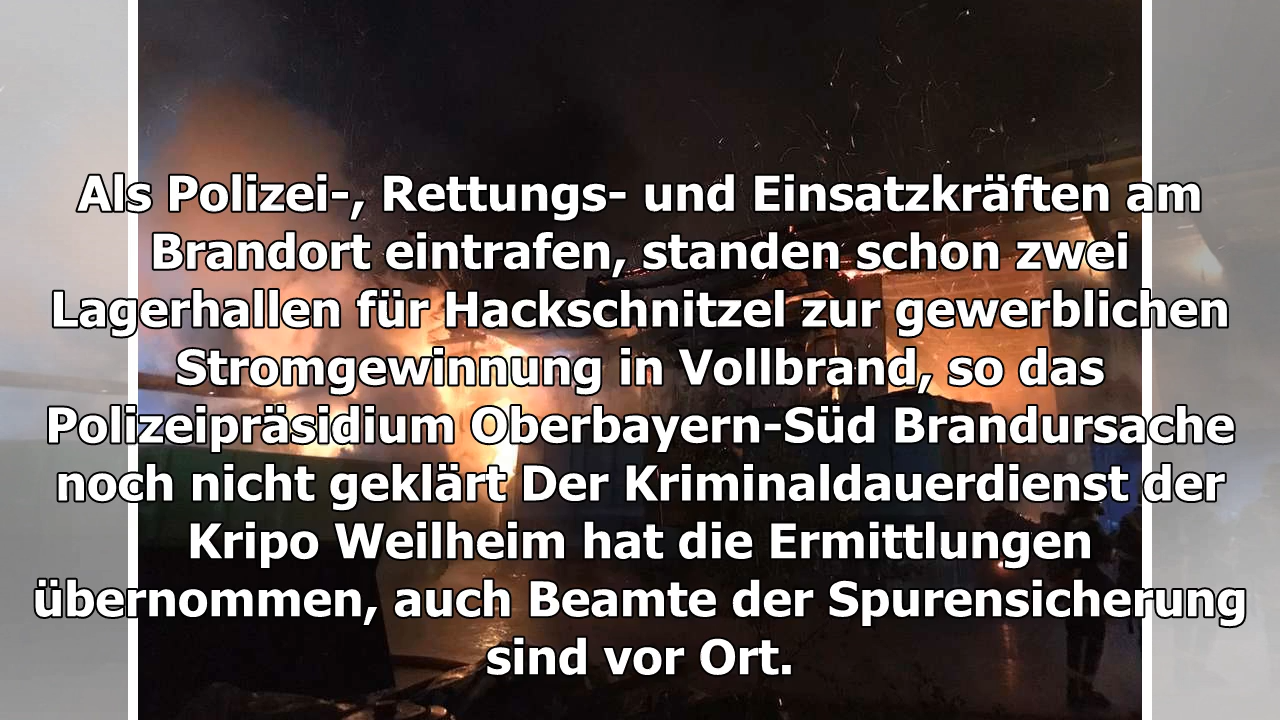 Als Polizei-, Rettungs- und Einsatzkräften am
Brandort eintrafen, standen schon zwei
Lagerhallen für Hackschnitzel zur gewerblichen
Stromgewinnung in Vollbrand, so das
Polizeipräsidium Oberbayern-Süd Brandursache
noch nicht geklärt Der Kriminaldauerdienst der
Kripo Weilheim hat die Ermittlungen
übernommen, auch Beamte der Spurensicherung
sind vor Ort.